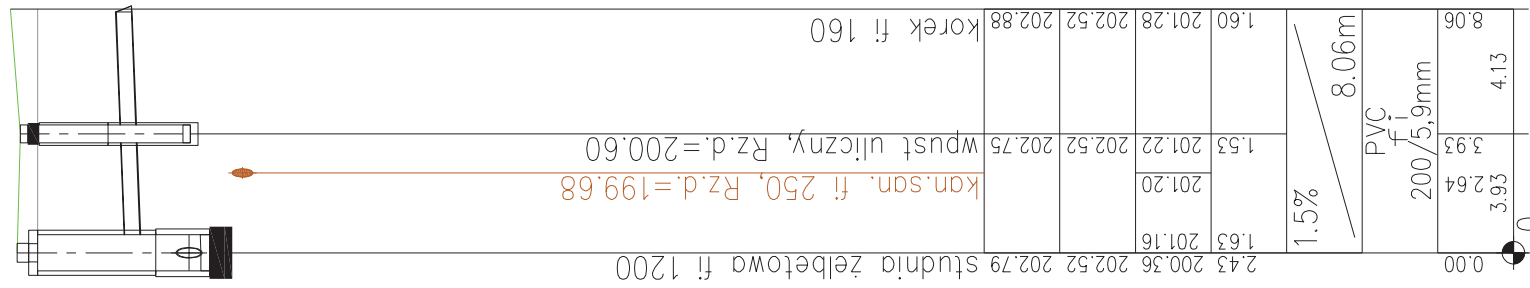 korek fi 160 202.88 202.52 201.28 1.60 8.06
8.06m
4.13
wpust uliczny, Rz.d.=200.60 202.75 202.52 201.22 1.53 3.93
PVC
fi
200/5,9mm
kan.san. fi 250, Rz.d.=199.68 201.20 2.64
3.93
1.5%
201.16 1.63
studnia żelbetowa fi 1200 202.79 202.52 200.36 2.43 0.00